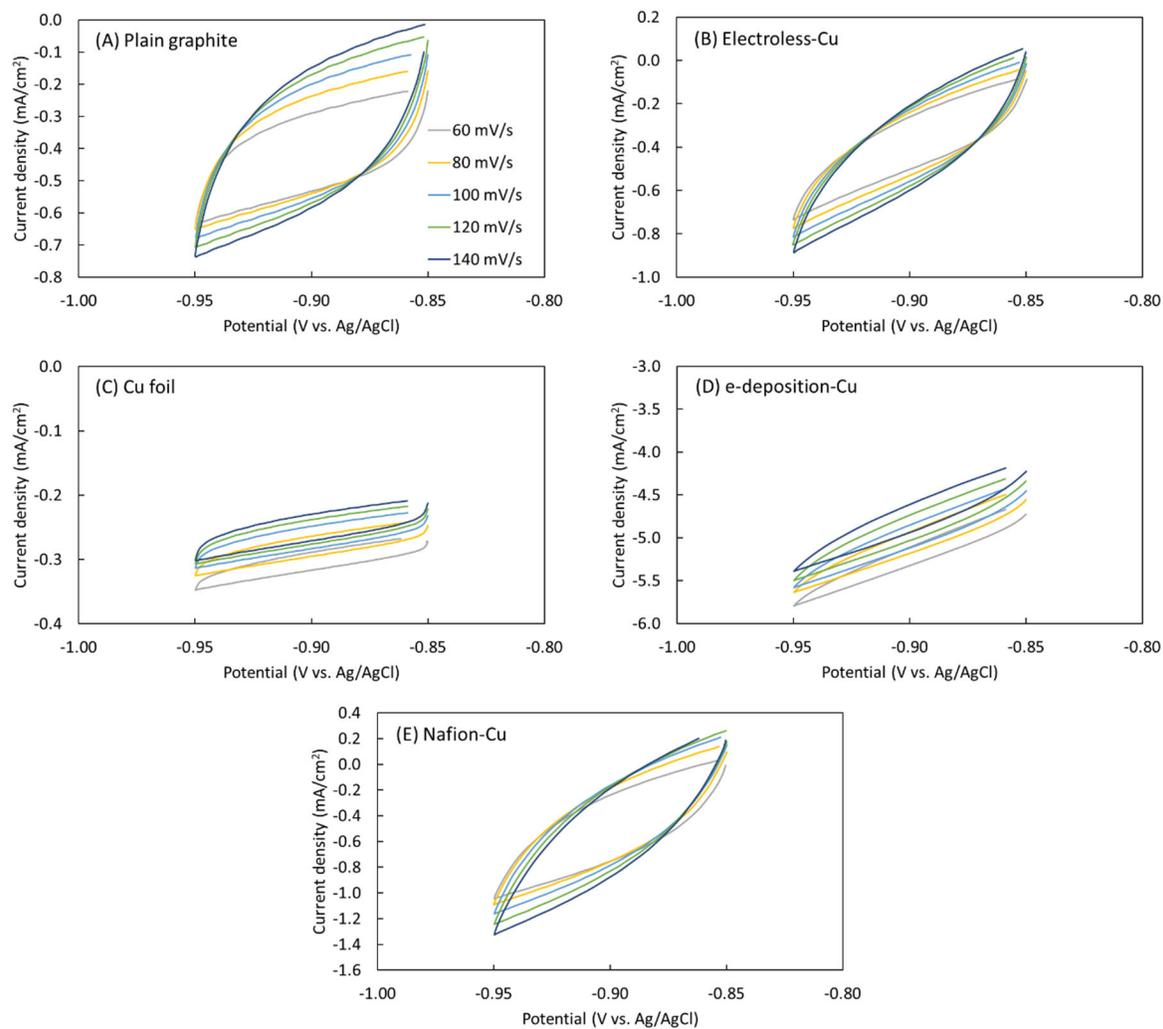 (A) Plain graphite
Current density (mA/cm²)
0.0
-0.1
-0.2
-0.3
-0.4
-0.5
-0.6
-0.7
-0.8
60 mV/s
80 mV/s
100 mV/s
120 mV/s
140 mV/s
-1.00 -0.95 -0.90 -0.85 -0.80
Potential (V vs. Ag/AgCl)
(B) Electroless-Cu
Current density (mA/cm²)
0.2
0.0
-0.2
-0.4
-0.6
-0.8
-1.0
-1.00 -0.95 -0.90 -0.85 -0.80
Potential (V vs. Ag/AgCl)
(C) Cu foil
Current density (mA/cm²)
0.0
-0.1
-0.2
-0.3
-0.4
-1.00 -0.95 -0.90 -0.85 -0.80
Potential (V vs. Ag/AgCl)
(D) e-deposition-Cu
Current density (mA/cm²)
-3.0
-3.5
-4.0
-4.5
-5.0
-5.5
-6.0
-1.00 -0.95 -0.90 -0.85 -0.80
Potential (V vs. Ag/AgCl)
(E) Nafion-Cu
Current density (mA/cm²)
0.4
0.2
0.0
-0.2
-0.4
-0.6
-0.8
-1.0
-1.2
-1.4
-1.6
-1.00 -0.95 -0.90 -0.85 -0.80
Potential (V vs. Ag/AgCl)